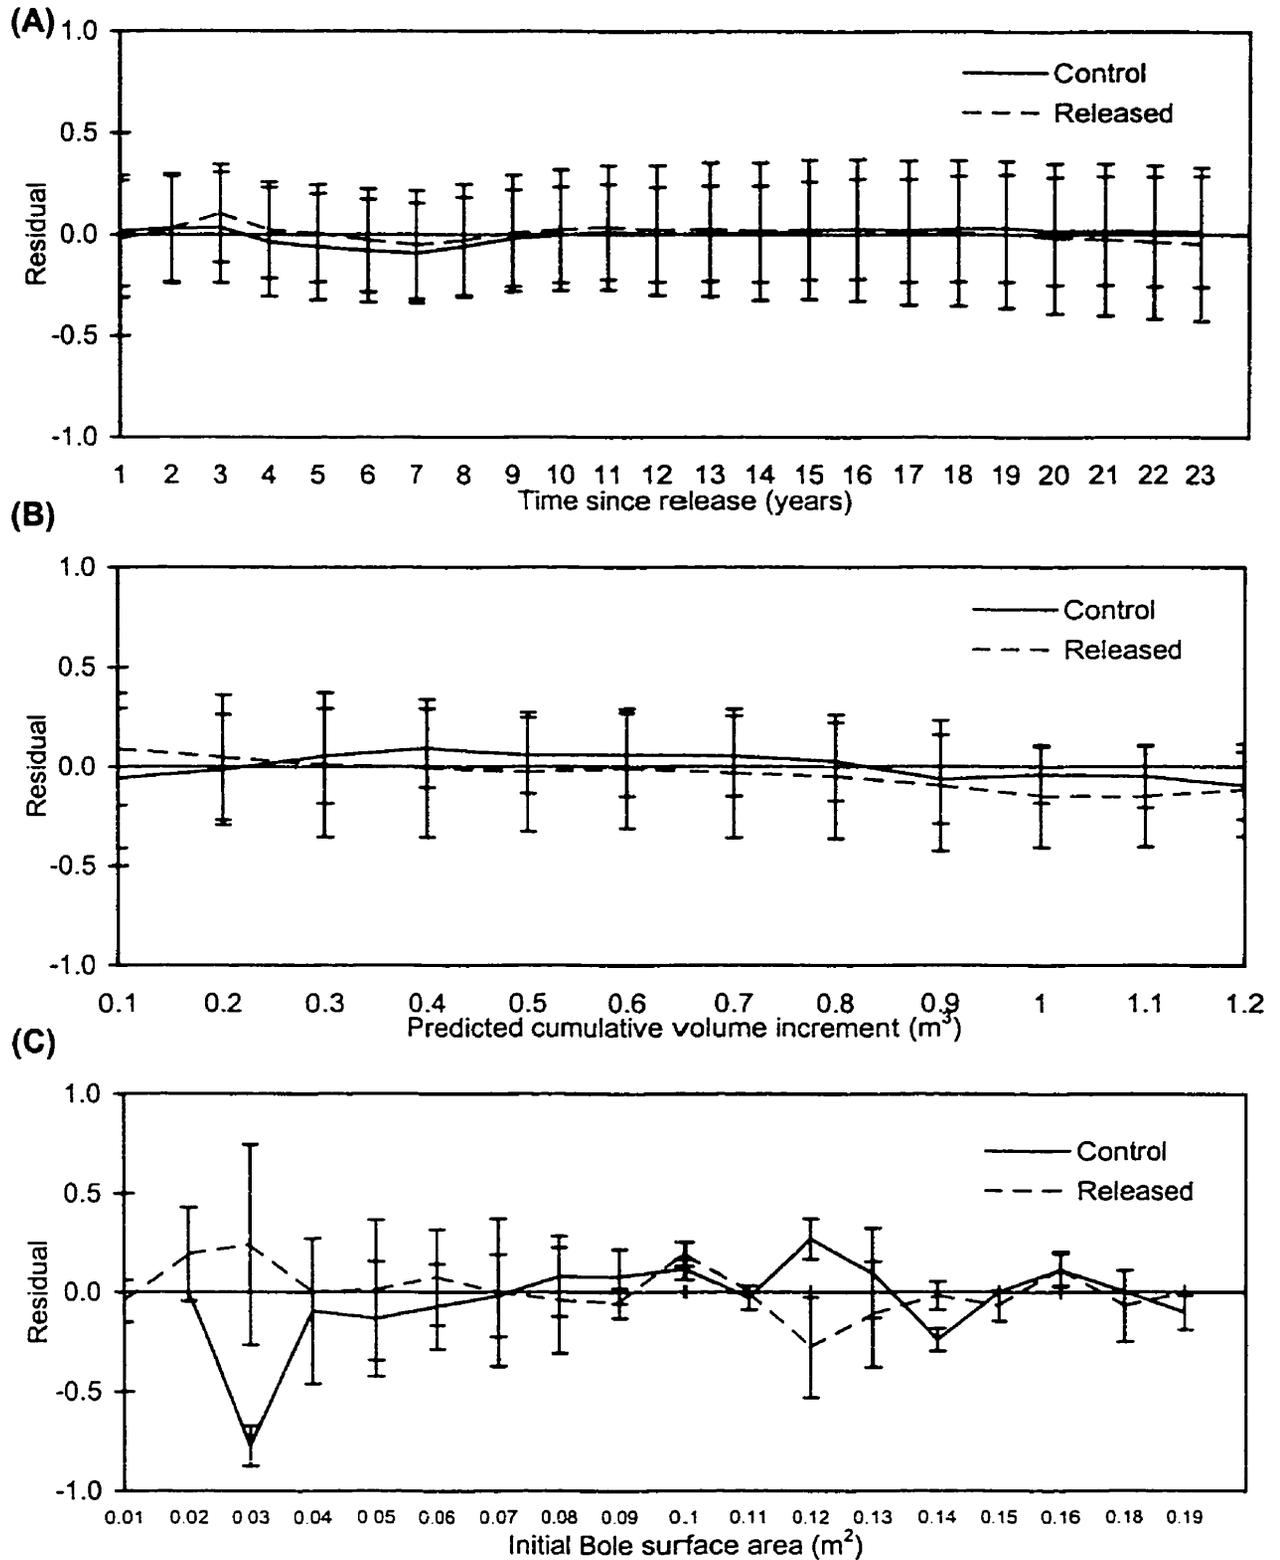 (A)
1.0
Control
Released
0.5
Residual
0.0
-0.5
-1.0
1 2 3 4 5 6 7 8 9 10 11 12 13 14 15 16 17 18 19 20 21 22 23
Time since release (years)
(B)
1.0
Control
Released
0.5
Residual
0.0
-0.5
-1.0
0.1 0.2 0.3 0.4 0.5 0.6 0.7 0.8 0.9 1 1.1 1.2
Predicted cumulative volume increment (m³)
(C)
1.0
Control
Released
0.5
Residual
0.0
-0.5
-1.0
0.01 0.02 0.03 0.04 0 05 0.06 0.07 0.08 0.09 0.1 0.11 0.12 0.13 0.14 0.15 0.16 0.18 0.19
Initial Bole surface area (m²)